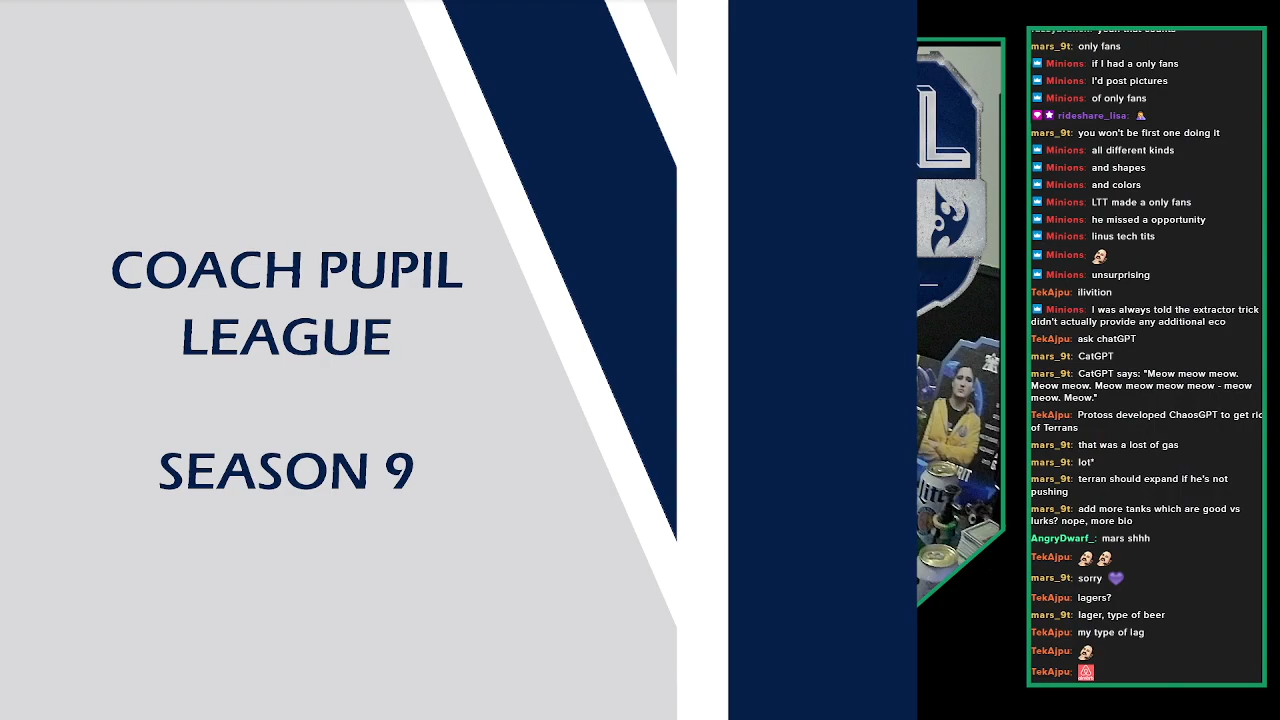 COACH PUPIL
LEAGUE
SEASON 9
L
Lite
mars_9t: only fans
Minions: if I had a only fans
Minions: I'd post pictures
Minions: of only fans
rideshare_lisa:
mars_9t: you won't be first one doing it
Minions: all different kinds
Minions: and shapes
Minions: and colors
Minions: LTT made a only fans
Minions: he missed a opportunity
Minions: linus tech tits
Minions:
Minions: unsurprising
TekAjpu: ilivition
Minions: I was always told the extractor trick
didn't actually provide any additional eco
TekAjpu: ask chatGPT
mars_9t: CatGPT
mars_9t: CatGPT says: "Meow meow meow.
Meow meow. Meow meow meow meow - meow
meow. Meow."
TekAjpu: Protoss developed ChaosGPT to get ric
of Terrans
mars_9t: that was a lost of gas
mars_9t: lot*
mars_9t: terran should expand if he's not
pushing
mars_9t: add more tanks which are good vs
lurks? nope, more bio
AngryDwarf_: mars shhh
TekAjpu:
mars_9t: sorry
TekAjpu: lagers?
mars_9t: lager, type of beer
TekAjpu: my type of lag
TekAjpu:
TekAjpu: